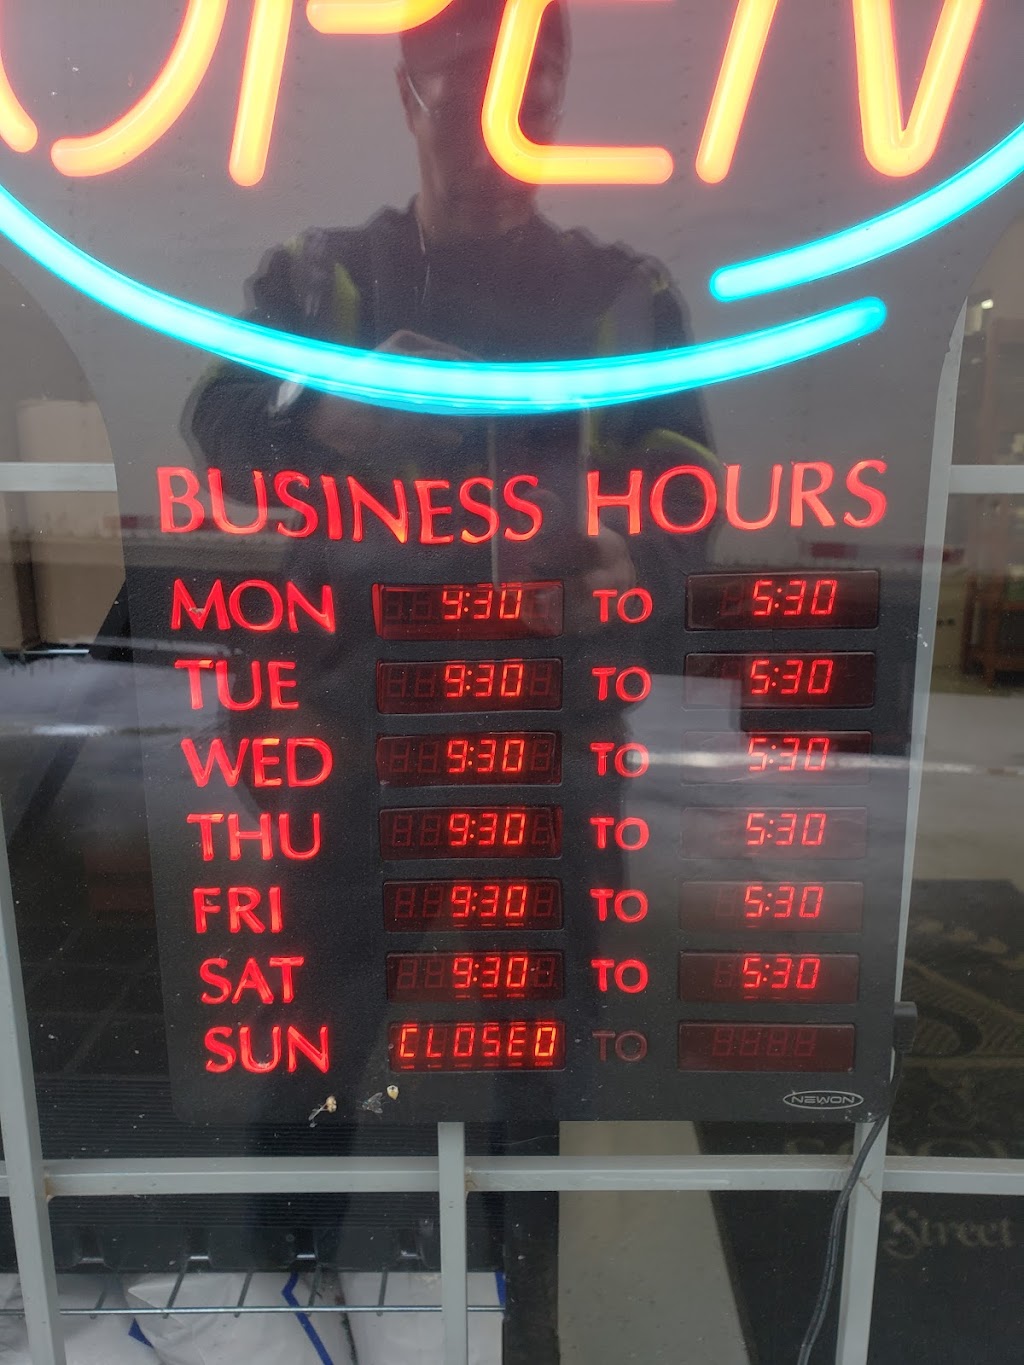 OPEN
BUSINESS HOURS
MON 9:30 TO 5:30
TUE 9:30 TO 5:30
WED 9:30 TO 5:30
THU 9:30 TO 5:30
FRI 9:30 TO 5:30
SAT 9:30 TO 5:30
SUN CLOSED TO
NEWON
Street